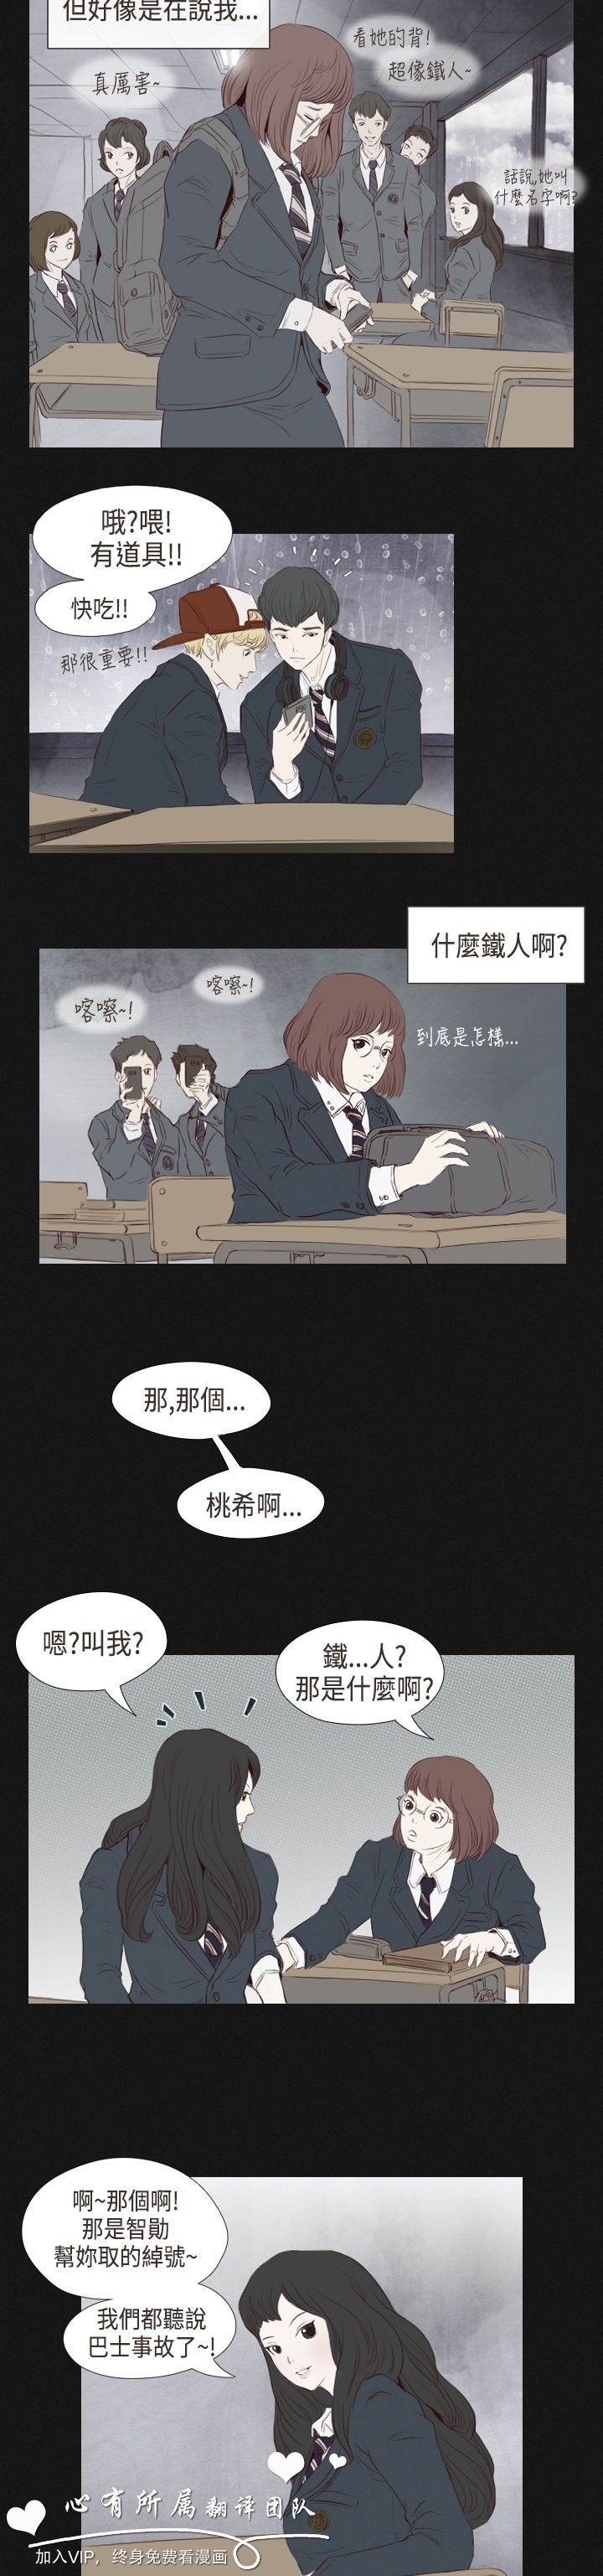 但好像是在說我...
看她的背!
超像鐵人~
真厲害~
話說,她叫
什麼名字啊?
哦?喂!
有道具!!
快吃!!
那很重要!!
什麼鐵人啊?
喀嚓~!
喀嚓~!
到底是怎樣...
那,那個...
桃希啊...
嗯?叫我?
鐵...人?
那是什麼啊?
啊~那個啊!
那是智勛
幫妳取的綽號~
我們都聽說
巴士事故了~!
心有所属翻译团队
加入VIP，终身免费看漫画